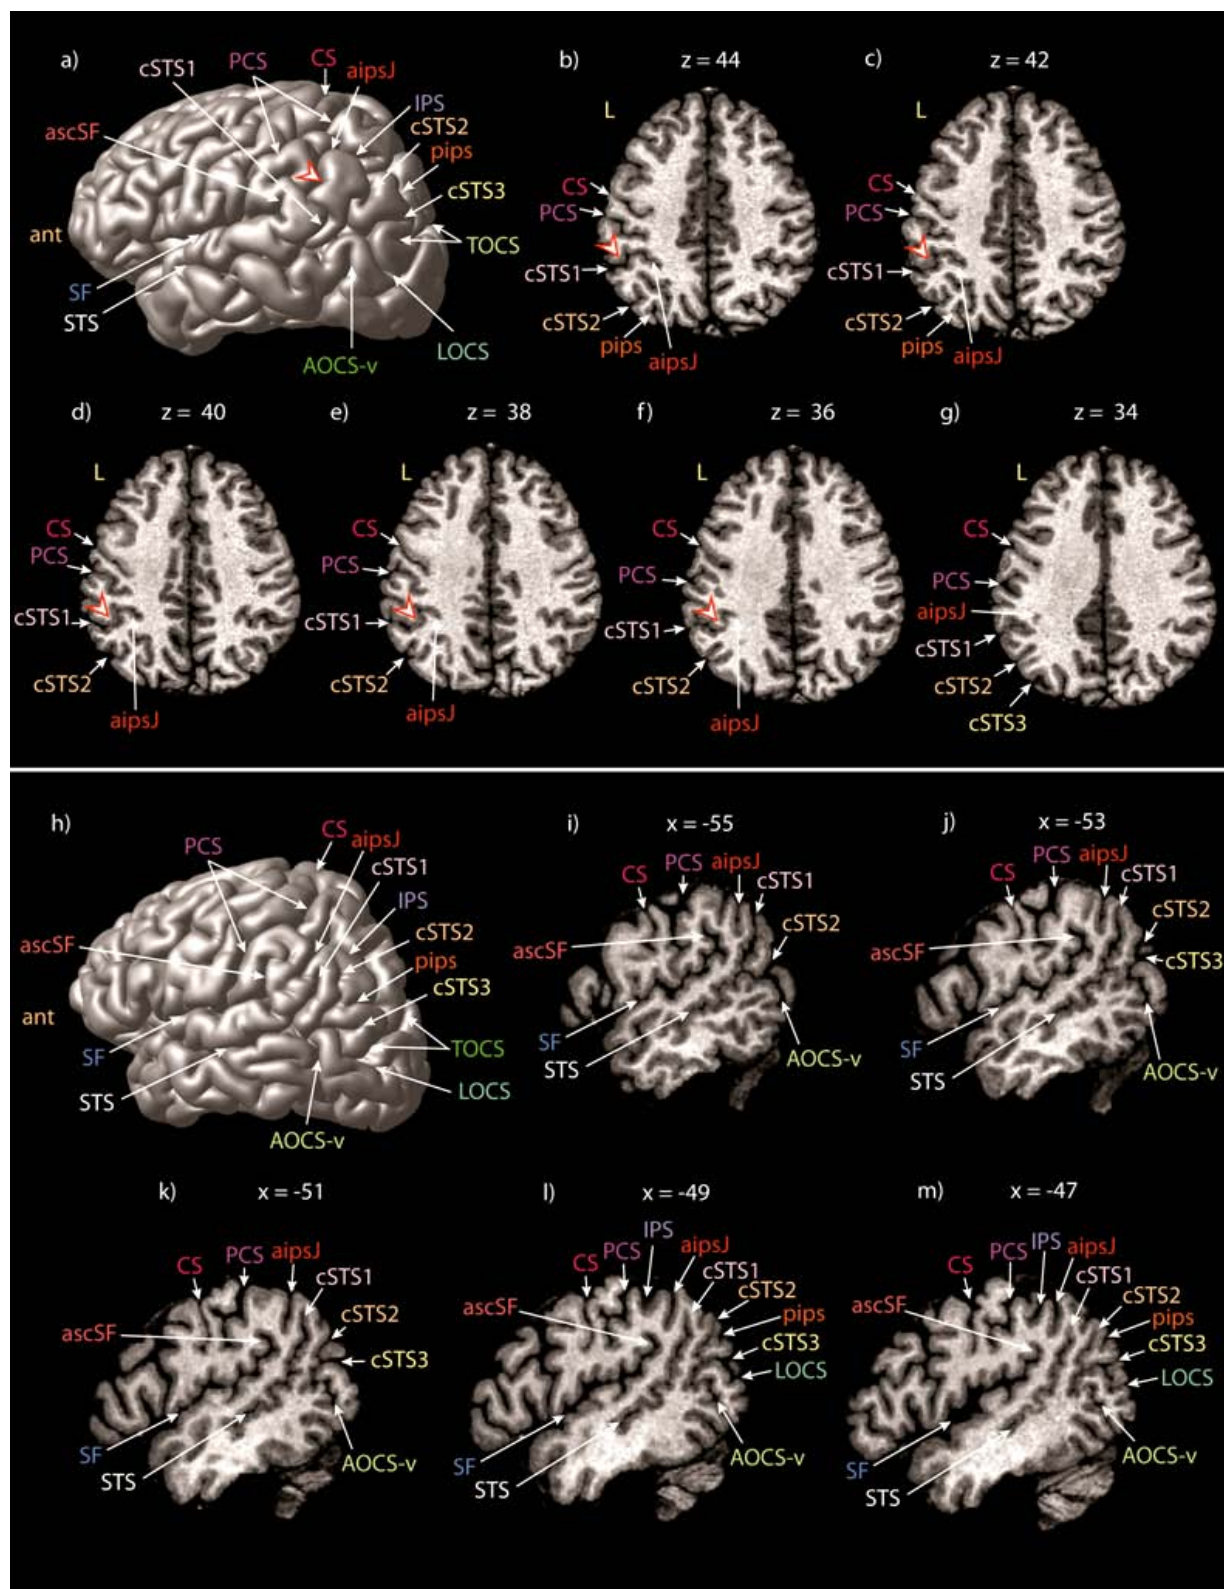 a)
cSTS1
PCS
CS
aipsJ
IPS
cSTS2
pips
ascSF
cSTS3
ant
TOCS
SF
STS
LOCS
AOCS-v
b) z = 44
L
CS
PCS
cSTS1
cSTS2
pips
aipsJ
c) z = 42
L
CS
PCS
cSTS1
cSTS2
pips
aipsJ
d) z = 40
L
CS
PCS
cSTS1
cSTS2
aipsJ
e) z = 38
L
CS
PCS
cSTS1
cSTS2
aipsJ
f) z = 36
L
CS
PCS
cSTS1
cSTS2
aipsJ
g) z = 34
L
CS
PCS
aipsJ
cSTS1
cSTS2
cSTS3
h)
CS
aipsJ
PCS
cSTS1
IPS
cSTS2
ascSF
pips
cSTS3
ant
TOCS
SF
LOCS
STS
AOCS-v
i) x = -55
PCS
aipsJ
CS
cSTS1
cSTS2
ascSF
SF
STS
AOCS-v
j) x = -53
PCS
aipsJ
CS
cSTS1
cSTS2
ascSF
cSTS3
SF
STS
AOCS-v
k) x = -51
PCS
aipsJ
CS
cSTS1
cSTS2
ascSF
cSTS3
SF
STS
AOCS-v
l) x = -49
IPS
PCS
aipsJ
CS
cSTS1
cSTS2
ascSF
pips
cSTS3
LOCS
SF
STS
AOCS-v
m) x = -47
PCS
IPS
aipsJ
CS
cSTS1
cSTS2
ascSF
pips
cSTS3
LOCS
SF
STS
AOCS-v